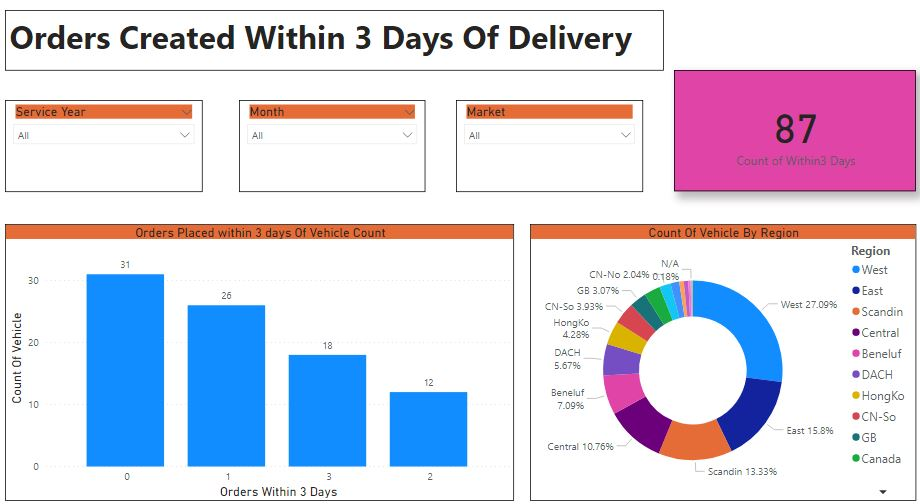 Orders Created Within 3 Days Of Delivery
Service Year
All
Month
All
Market
All
87
Count of Within3 Days
Orders Placed within 3 days Of Vehicle Count
Count Of Vehicle
30
20
10
0
31
26
18
12
0
1
3
2
Orders Within 3 Days
Count Of Vehicle By Region
N/A
0.18%
CN-No 2.04%
GB 3.07%
CN-So 3.93%
HongKo
4.28%
DACH
5.67%
Beneluf
7.09%
Central 10.76%
Scandin 13.33%
East 15.8%
West 27.09%
Region
West
East
Scandin
Central
Beneluf
DACH
HongKo
CN-So
GB
Canada